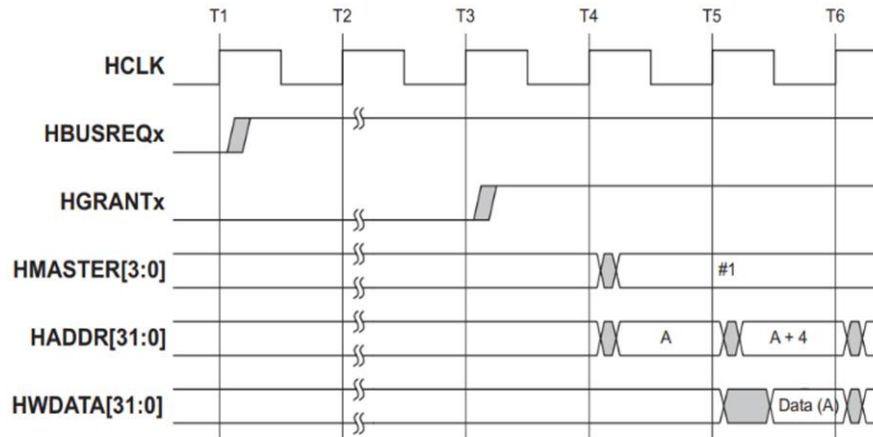 T1 T2 T3 T4 T5 T6
HCLK
HBUSREQx
HGRANTx
HMASTER[3:0] #1
HADDR[31:0] A A + 4
HWDATA[31:0] Data (A)